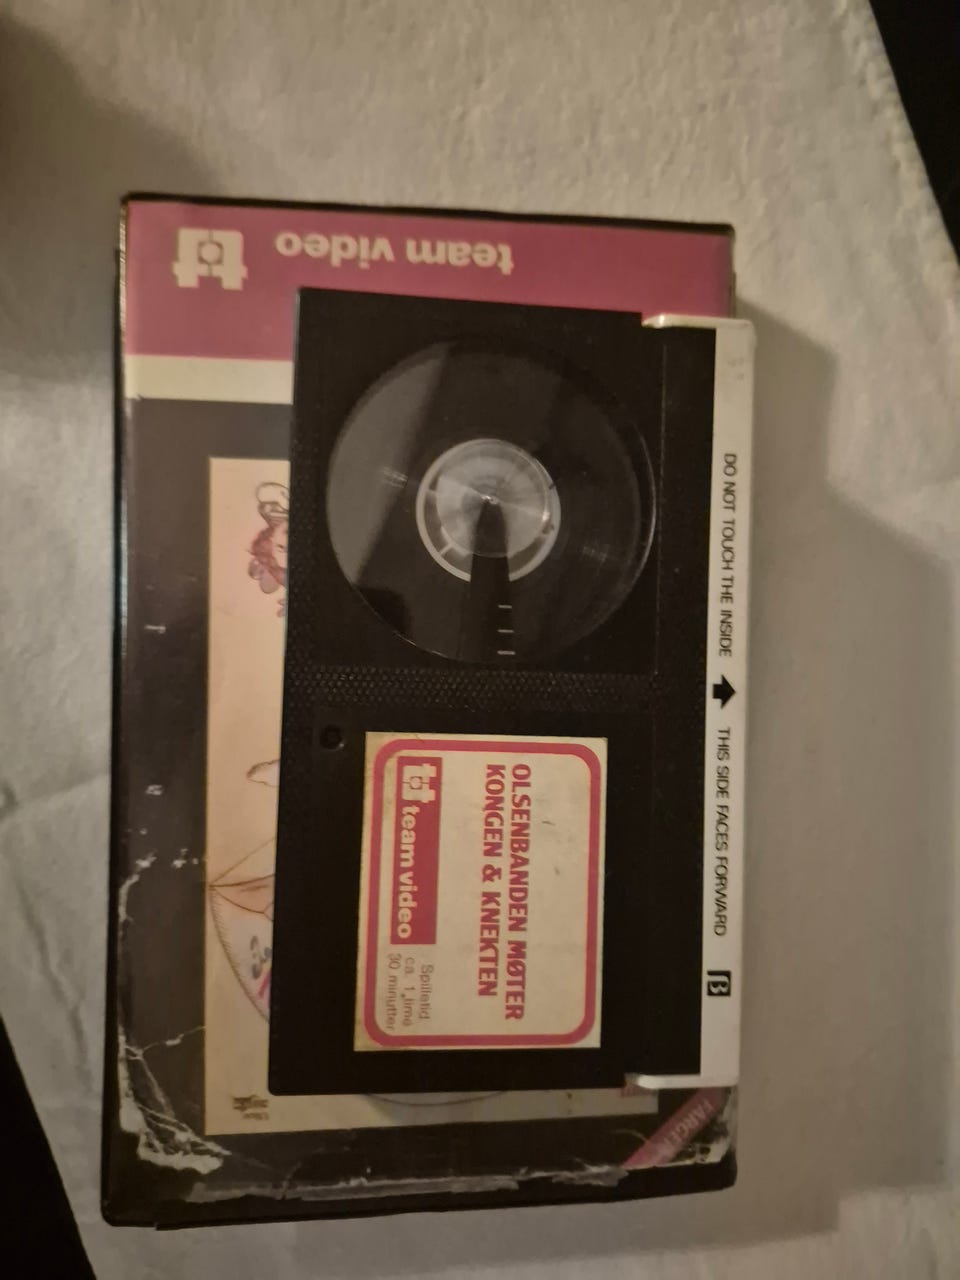 team video
DO NOT TOUCH THE INSIDE
THIS SIDE FACES FORWARD
OLSENBANDEN MØTER
KONGEN & KNEKTEN
team video
Spilletid
ca. 1 time
30 minutter